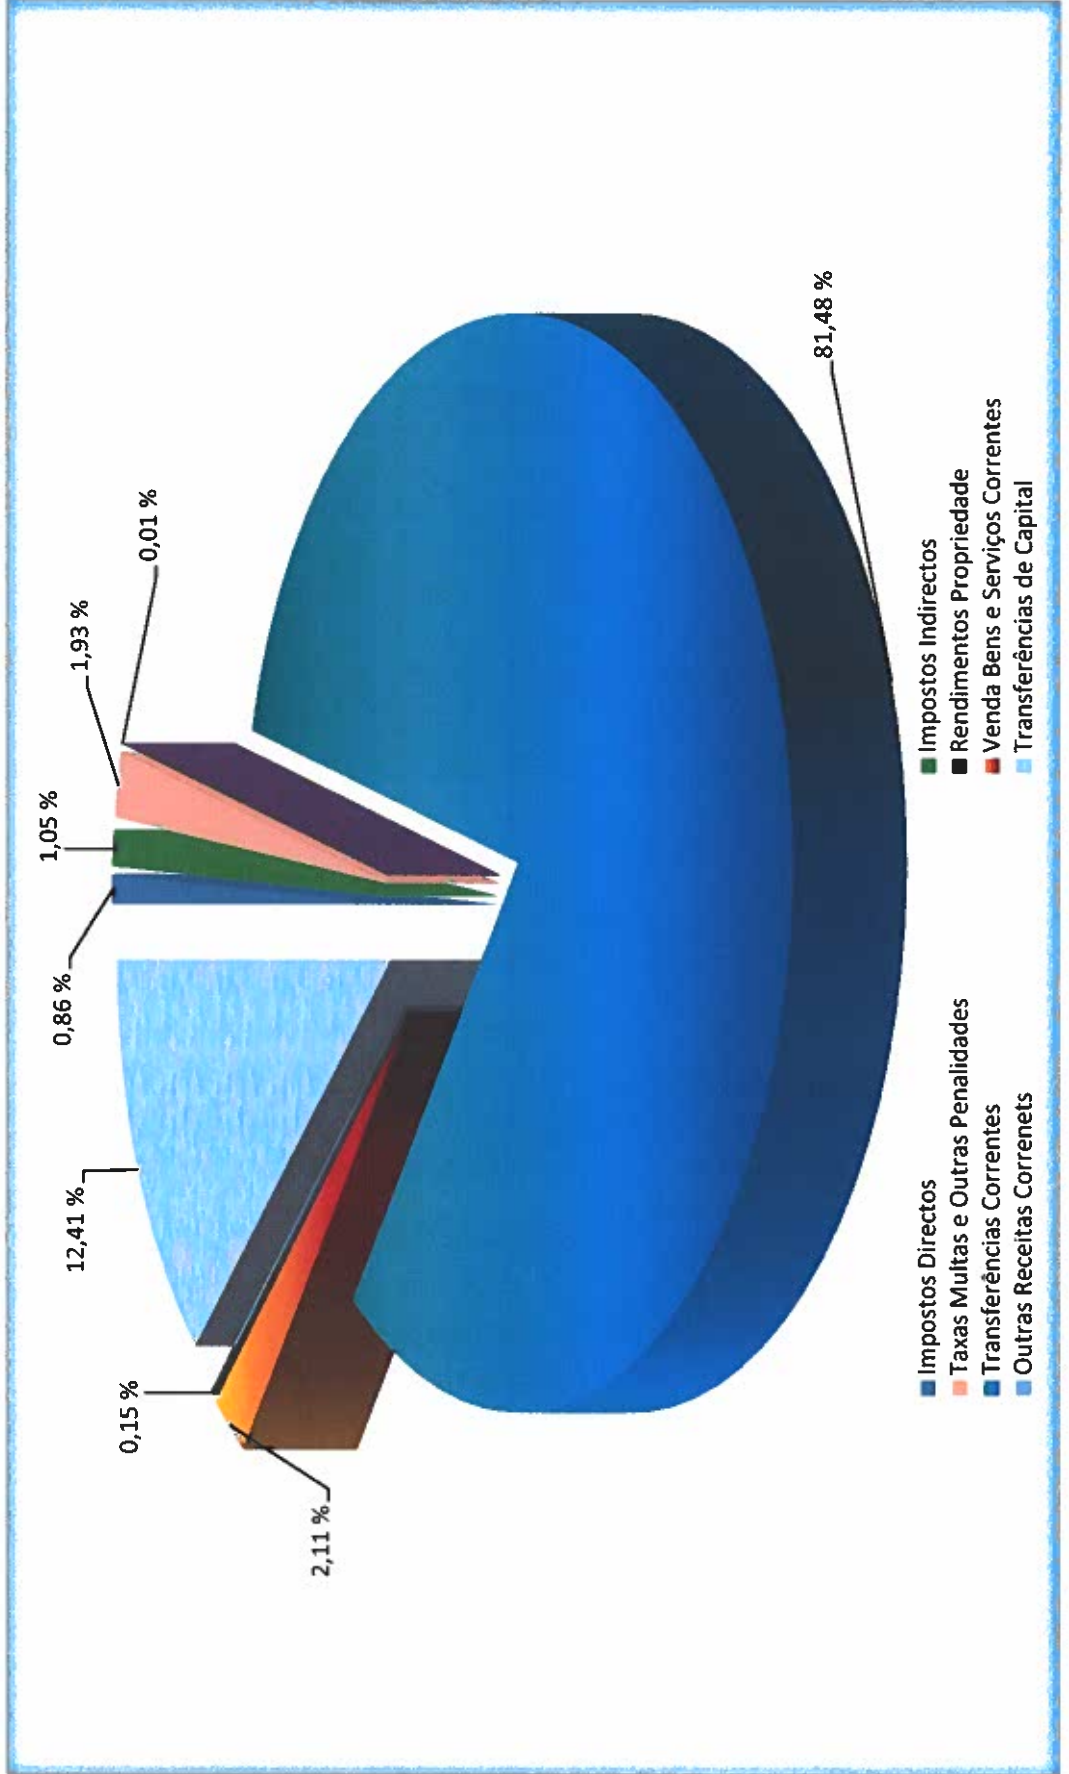 0,86 %
1,05 %
1,93 %
0,01 %
12,41 %
0,15 %
2,11 %
81,48 %
Impostos Directos
Impostos Indirectos
Taxas Multas e Outras Penalidades
Rendimentos Propriedade
Transferências Correntes
Venda Bens e Serviços Correntes
Outras Receitas Correnets
Transferências de Capital